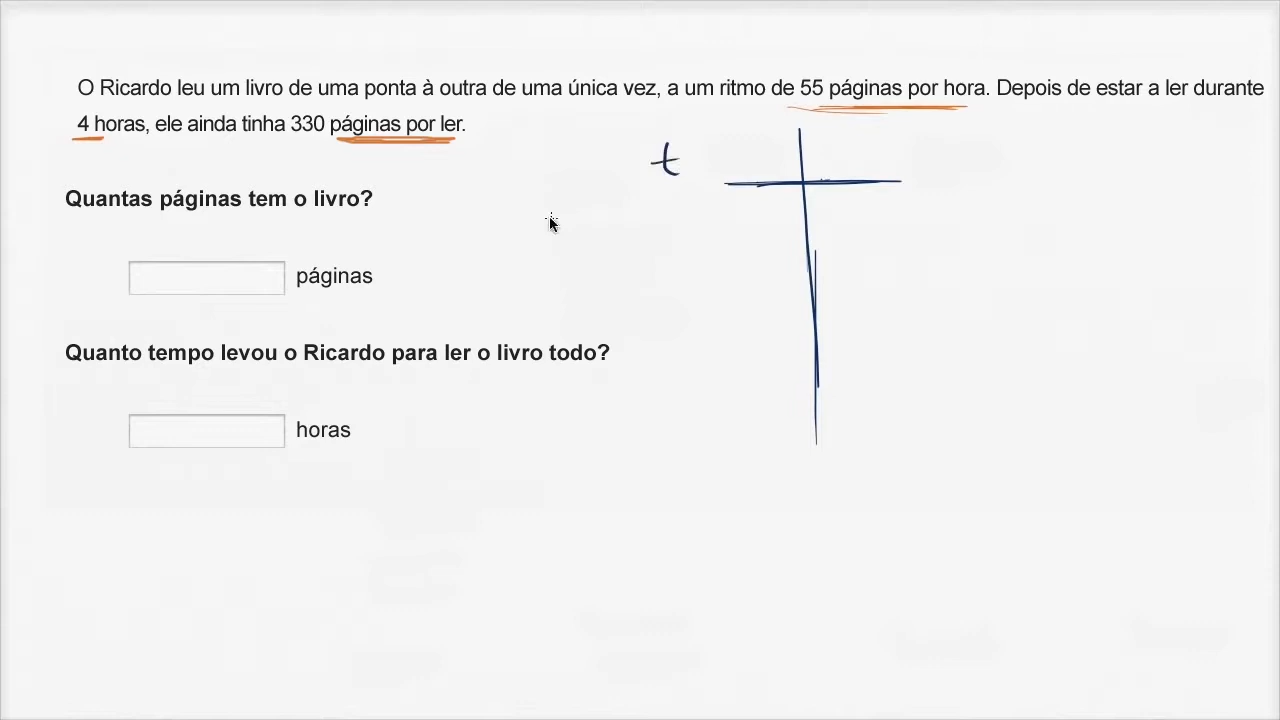 O Ricardo leu um livro de uma ponta à outra de uma única vez, a um ritmo de 55 páginas por hora. Depois de estar a ler durante
4 horas, ele ainda tinha 330 páginas por ler.
t
Quantas páginas tem o livro?
páginas
Quanto tempo levou o Ricardo para ler o livro todo?
horas